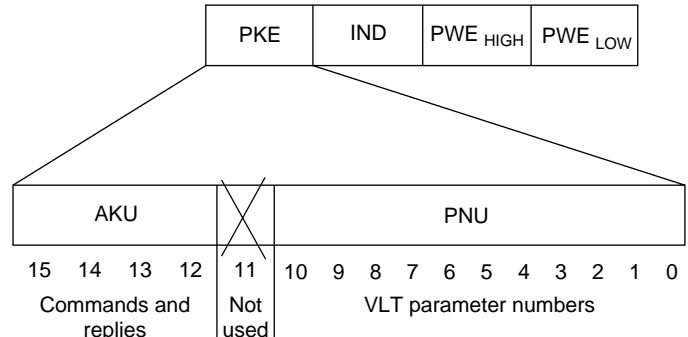 PKE IND PWE HIGH PWE LOW
AKU PNU
15 14 13 12 11 10 9 8 7 6 5 4 3 2 1 0
Commands and Not VLT parameter numbers
replies used